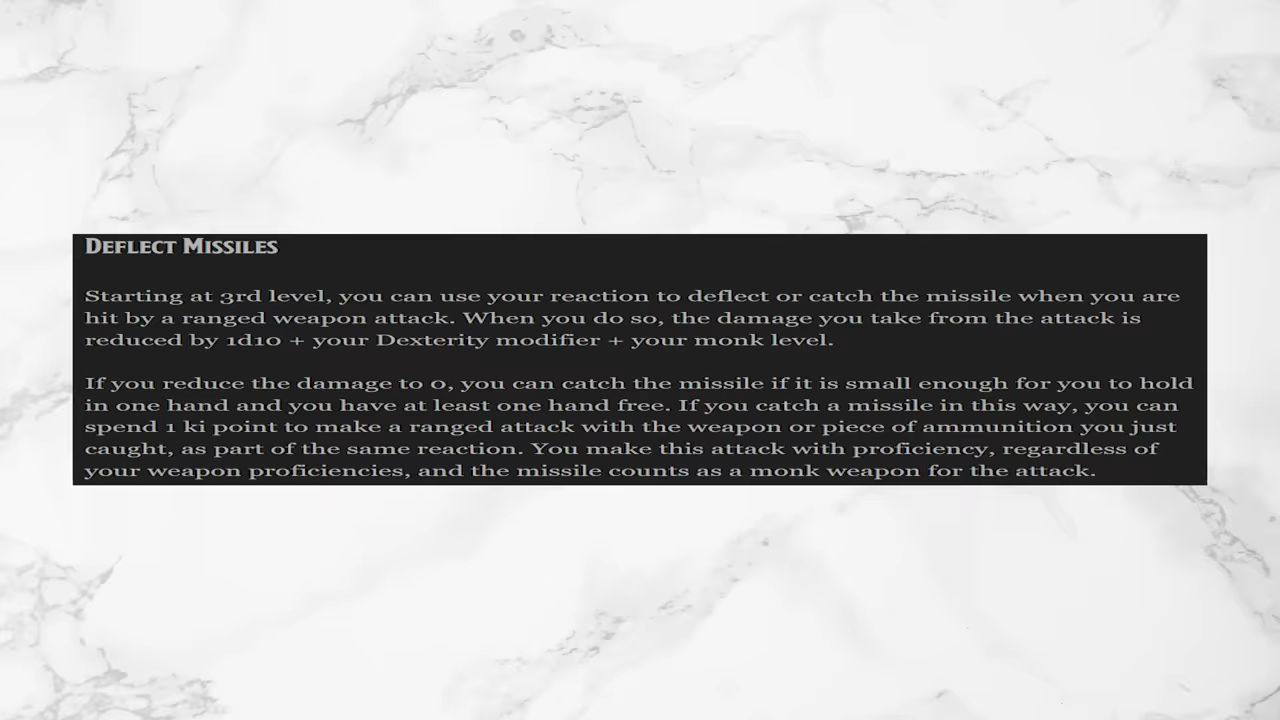 Deflect Missiles
Starting at 3rd level, you can use your reaction to deflect or catch the missile when you are
hit by a ranged weapon attack. When you do so, the damage you take from the attack is
reduced by 1d10 + your Dexterity modifier + your monk level.
If you reduce the damage to 0, you can catch the missile if it is small enough for you to hold
in one hand and you have at least one hand free. If you catch a missile in this way, you can
spend 1 ki point to make a ranged attack with the weapon or piece of ammunition you just
caught, as part of the same reaction. You make this attack with proficiency, regardless of
your weapon proficiencies, and the missile counts as a monk weapon for the attack.